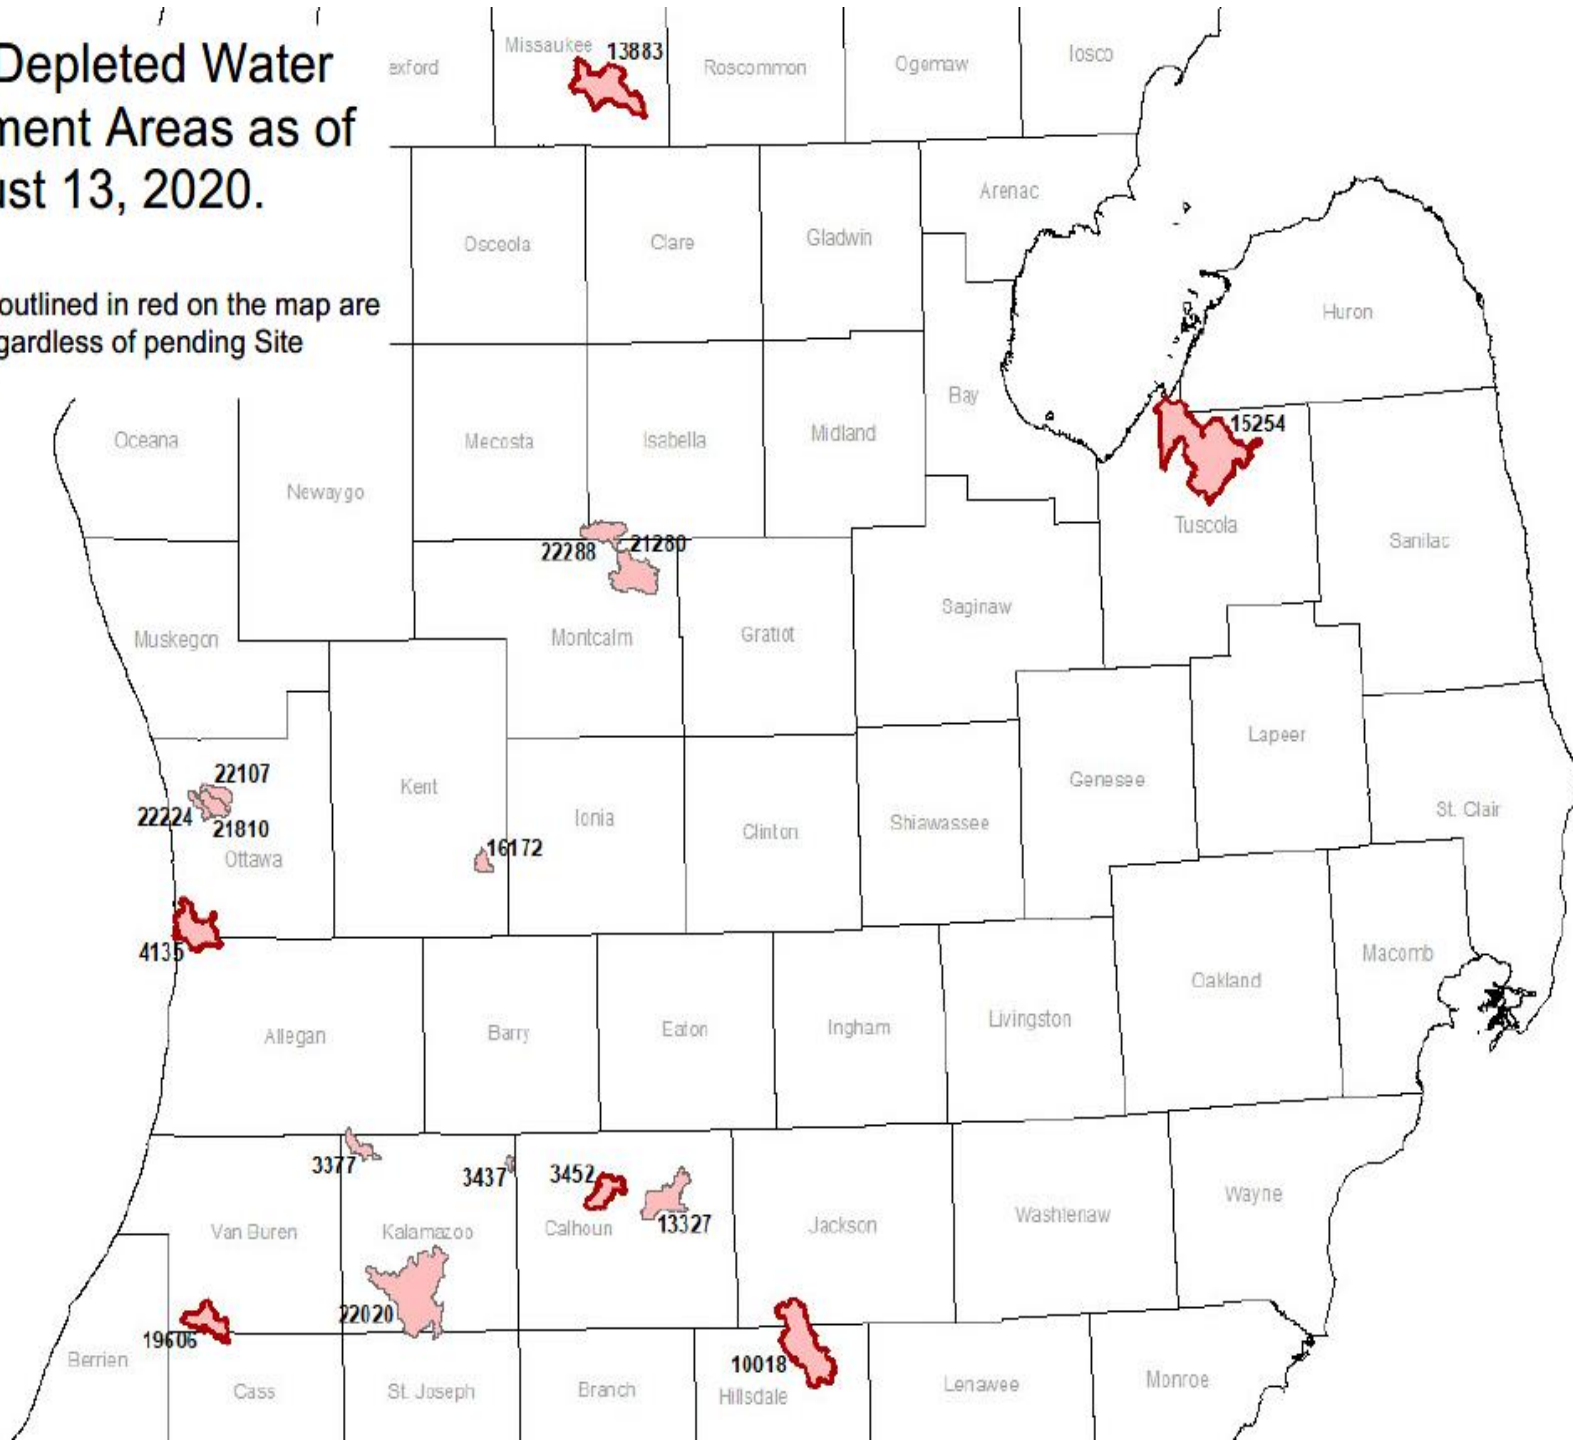 Depleted Water
ment Areas as of
ust 13, 2020.
outlined in red on the map are
gardless of pending Site
exford
Missaukee
13883
Roscommon
Ogemaw
Iosco
Arenac
Osceola
Clare
Gladwin
Huron
Bay
Oceana
Newaygo
Mecosta
Isabella
Midland
15254
Tuscola
Sanilac
22288
21280
Muskegon
Montcalm
Gratiot
Saginaw
Lapeer
22107
22224
21810
Ottawa
Kent
16172
Ionia
Clinton
Shiawassee
Genesee
St. Clair
4135
Allegan
Barry
Eaton
Ingham
Livingston
Oakland
Macomb
3377
3437
3452
13327
Van Buren
Kalamazoo
Calhoun
Jackson
Washtenaw
Wayne
22020
19606
10018
Berrien
Cass
St. Joseph
Branch
Hillsdale
Lenawee
Monroe